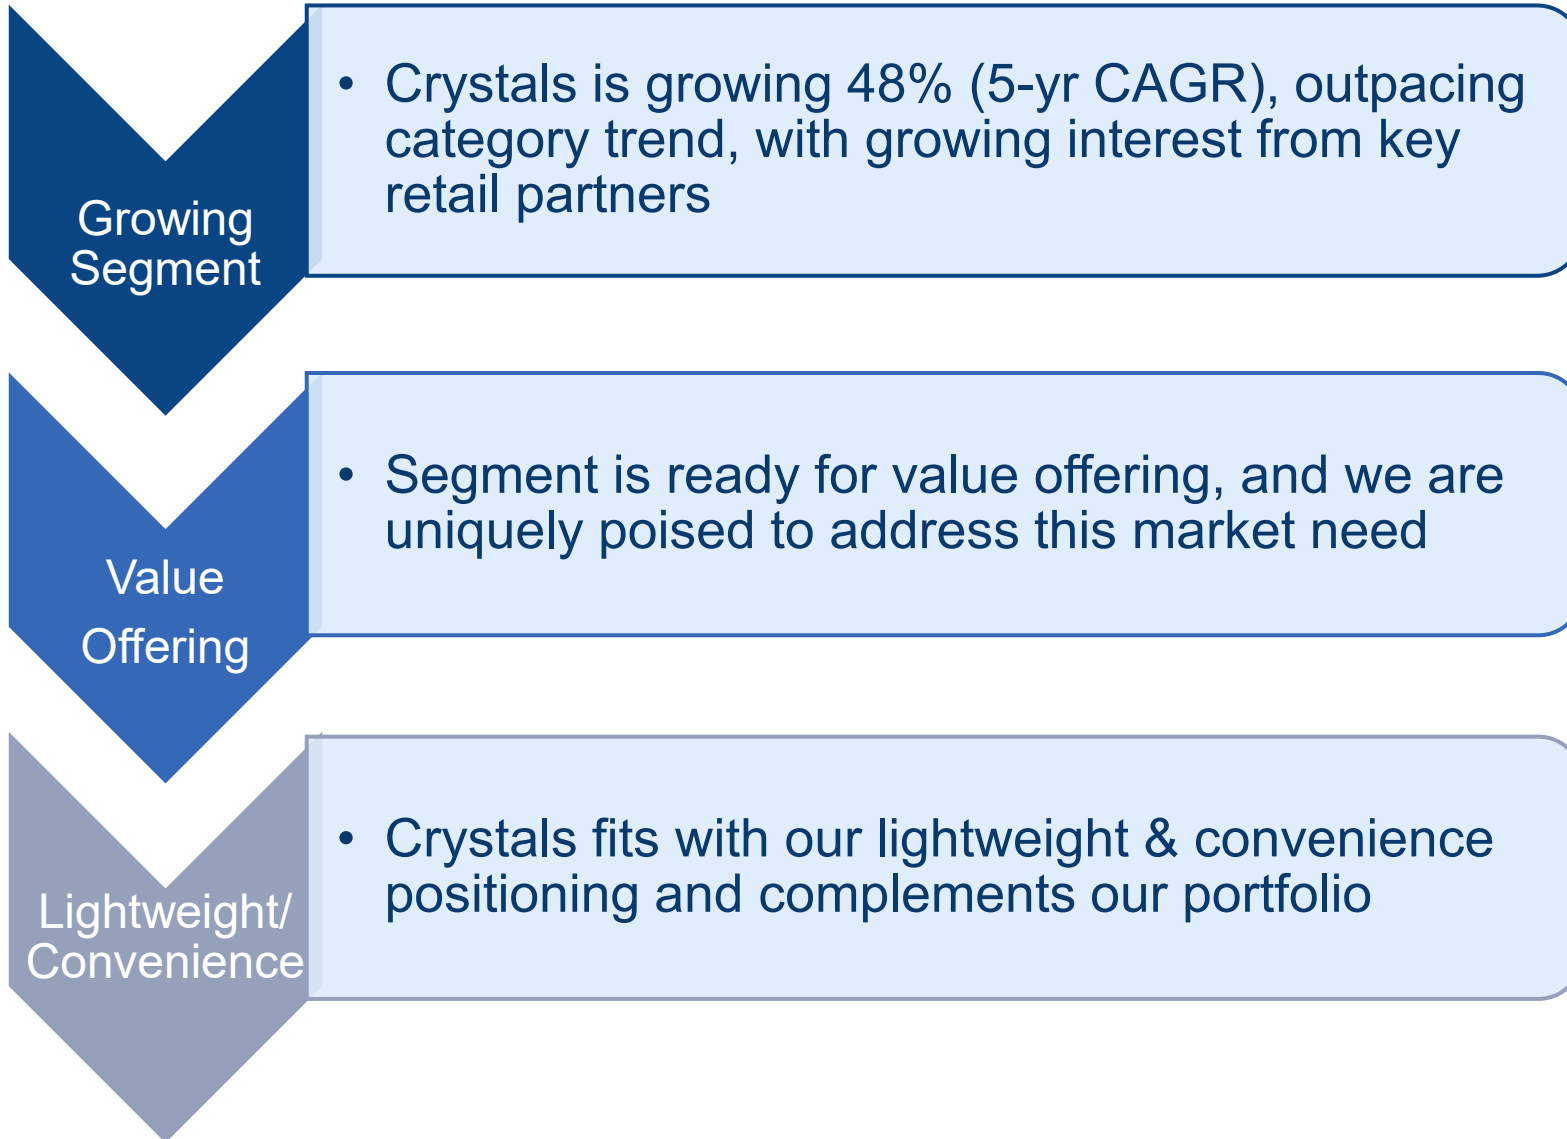 Growing
Segment
• Crystals is growing 48% (5-yr CAGR), outpacing
category trend, with growing interest from key
retail partners
Value
Offering
• Segment is ready for value offering, and we are
uniquely poised to address this market need
Lightweight/
Convenience
• Crystals fits with our lightweight & convenience
positioning and complements our portfolio